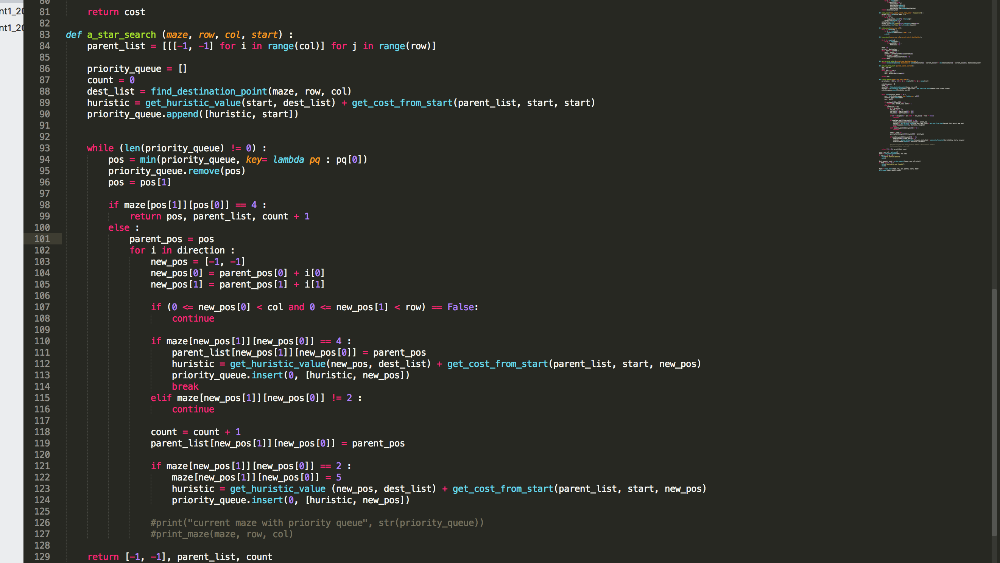 nt1_20
nt1_20
80
81 return cost
82
83 def a_star_search (maze, row, col, start) :
84 parent_list = [[[-1, -1] for i in range(col)] for j in range(row)]
85
86 priority_queue = []
87 count = 0
88 dest_list = find_destination_point(maze, row, col)
89 huristic = get_huristic_value(start, dest_list) + get_cost_from_start(parent_list, start, start)
90 priority_queue.append([huristic, start])
91
92
93 while (len(priority_queue) != 0) :
94 pos = min(priority_queue, key= lambda pq : pq[0])
95 priority_queue.remove(pos)
96 pos = pos[1]
97
98 if maze[pos[1]][pos[0]] == 4 :
99 return pos, parent_list, count + 1
100 else :
101 parent_pos = pos
102 for i in direction :
103 new_pos = [-1, -1]
104 new_pos[0] = parent_pos[0] + i[0]
105 new_pos[1] = parent_pos[1] + i[1]
106
107 if (0 <= new_pos[0] < col and 0 <= new_pos[1] < row) == False:
108 continue
109
110 if maze[new_pos[1]][new_pos[0]] == 4 :
111 parent_list[new_pos[1]][new_pos[0]] = parent_pos
112 huristic = get_huristic_value(new_pos, dest_list) + get_cost_from_start(parent_list, start, new_pos)
113 priority_queue.insert(0, [huristic, new_pos])
114 break
115 elif maze[new_pos[1]][new_pos[0]] != 2 :
116 continue
117
118 count = count + 1
119 parent_list[new_pos[1]][new_pos[0]] = parent_pos
120
121 if maze[new_pos[1]][new_pos[0]] == 2 :
122 maze[new_pos[1]][new_pos[0]] = 5
123 huristic = get_huristic_value (new_pos, dest_list) + get_cost_from_start(parent_list, start, new_pos)
124 priority_queue.insert(0, [huristic, new_pos])
125
126 #print("current maze with priority queue", str(priority_queue))
127 #print_maze(maze, row, col)
128
129 return [-1, -1], parent_list, count